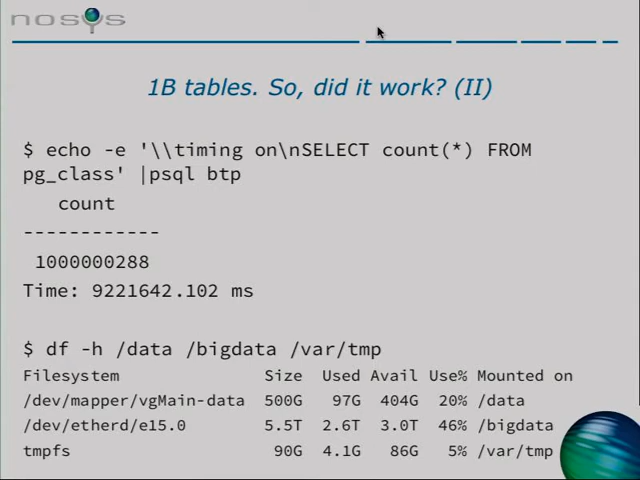 nosys
1B tables. So, did it work? (II)
$ echo -e '\\timing on\nSELECT count(*) FROM
pg_class' |psql btp
count
------------
1000000288
Time: 9221642.102 ms
$ df -h /data /bigdata /var/tmp
Filesystem Size Used Avail Use% Mounted on
/dev/mapper/vgMain-data 500G 97G 404G 20% /data
/dev/etherd/e15.0 5.5T 2.6T 3.0T 46% /bigdata
tmpfs 90G 4.1G 86G 5% /var/tmp